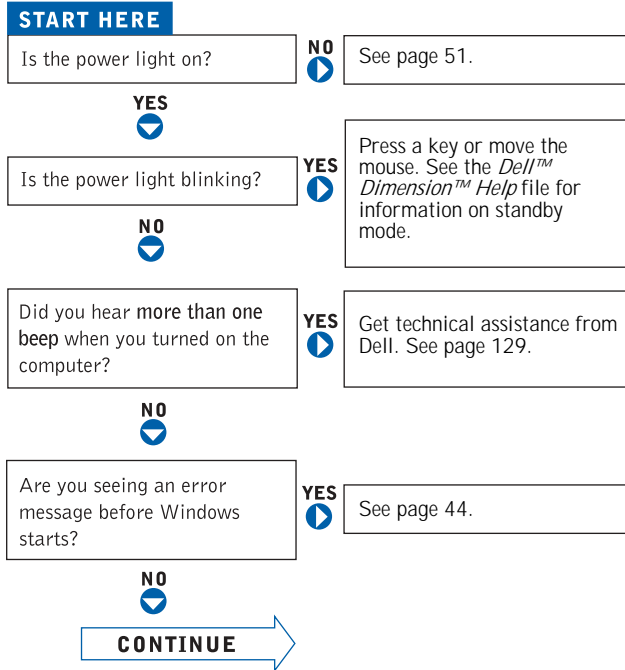 START HERE
Is the power light on?
NO
See page 51.
YES
Is the power light blinking?
YES
Press a key or move the
mouse. See the Dell™
Dimension™ Help file for
information on standby
mode.
NO
Did you hear more than one
beep when you turned on the
computer?
YES
Get technical assistance from
Dell. See page 129.
NO
Are you seeing an error
message before Windows
starts?
YES
See page 44.
NO
CONTINUE